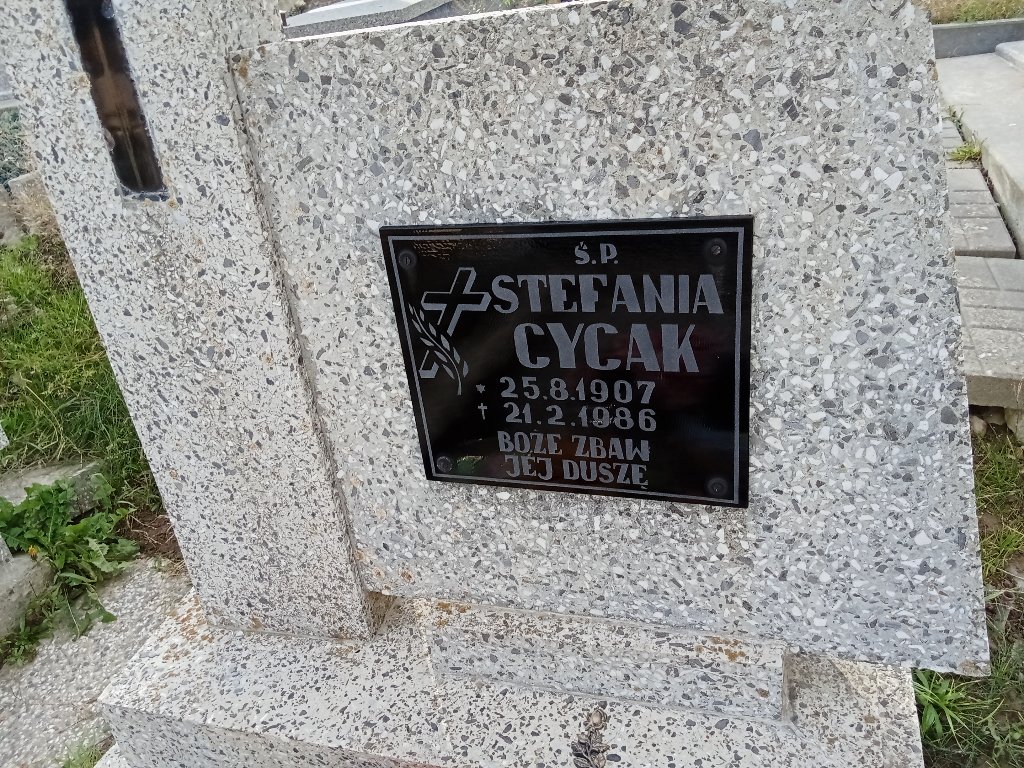 Ś.P.
STEFANIA
CYCAK
* 25.8.1907
† 21.2.1986
BOŻE ZBAW
JEJ DUSZĘ